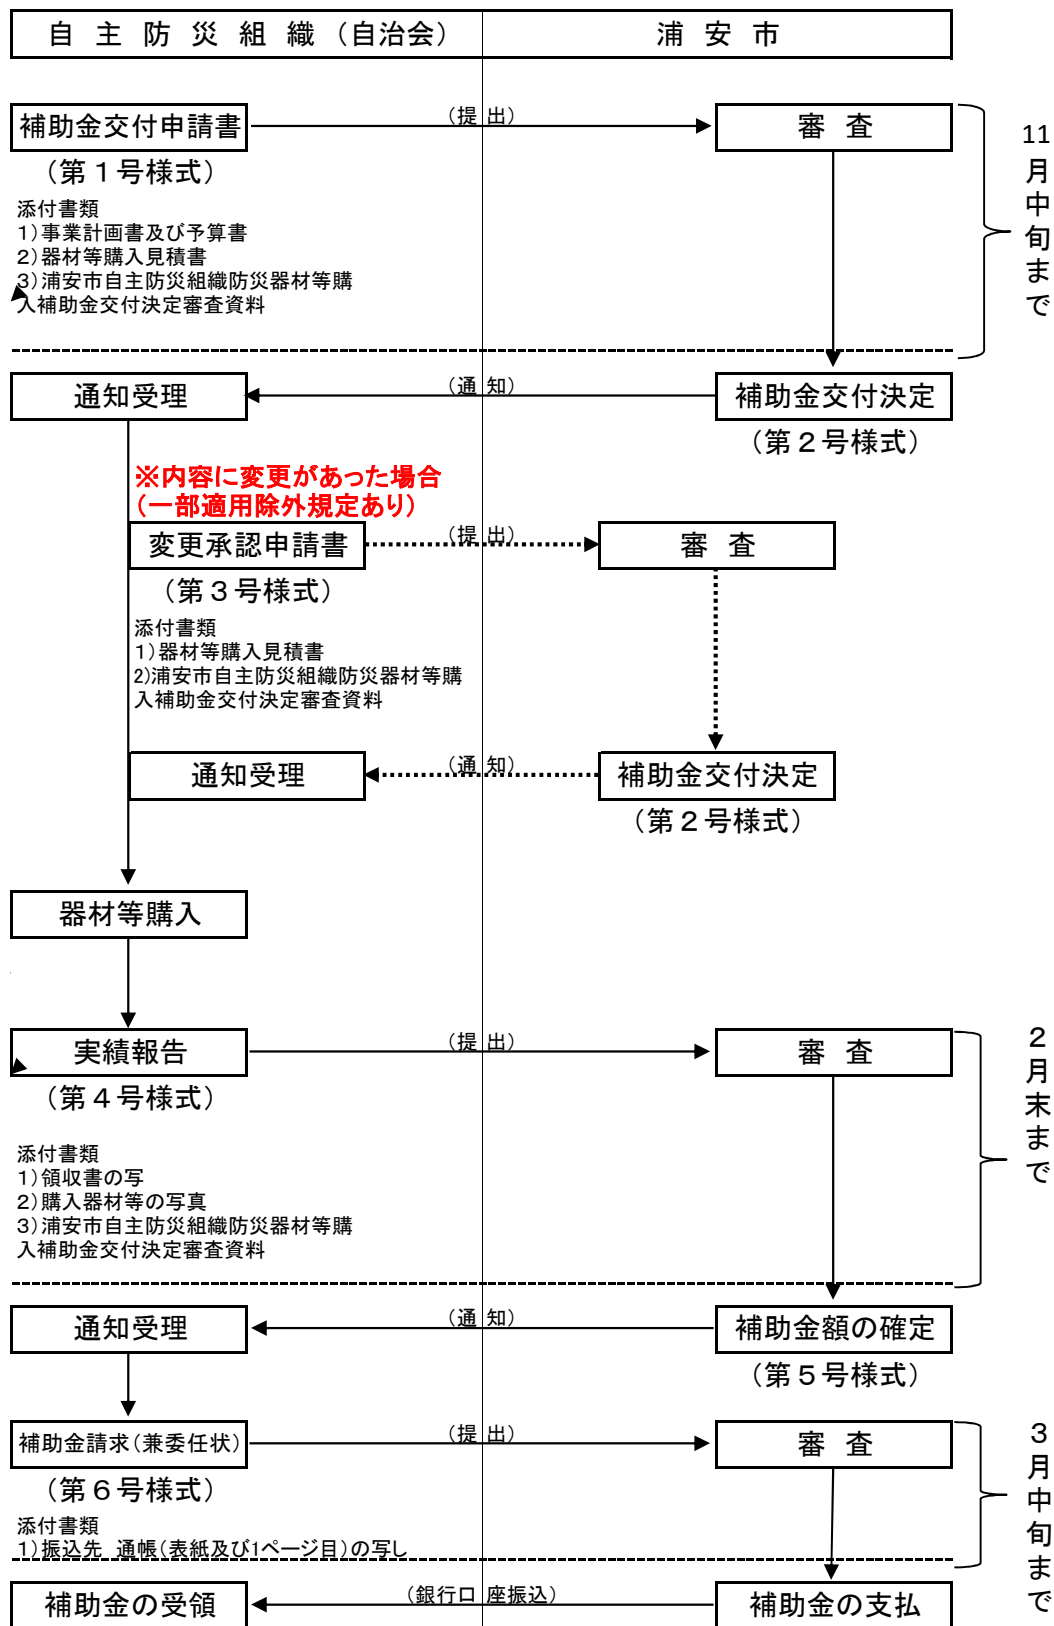 自主防災組織（自治会）
浦安市
補助金交付申請書
（提出）
審査
（第１号様式）
添付書類
1）事業計画書及び予算書
2）器材等購入見積書
3）浦安市自主防災組織防災器材等購
入補助金交付決定審査資料
11月中旬まで
通知受理
（通知）
補助金交付決定
（第２号様式）
※内容に変更があった場合
（一部適用除外規定あり）
変更承認申請書
（提出）
審査
（第３号様式）
添付書類
1）器材等購入見積書
2)浦安市自主防災組織防災器材等購
入補助金交付決定審査資料
通知受理
（通知）
補助金交付決定
（第２号様式）
器材等購入
実績報告
（提出）
審査
（第４号様式）
添付書類
1）領収書の写
2）購入器材等の写真
3）浦安市自主防災組織防災器材等購
入補助金交付決定審査資料
２月末まで
通知受理
（通知）
補助金額の確定
（第５号様式）
補助金請求（兼委任状）
（提出）
審査
（第６号様式）
添付書類
1）振込先 通帳（表紙及び1ページ目）の写し
３月中旬まで
補助金の受領
（銀行口座振込）
補助金の支払